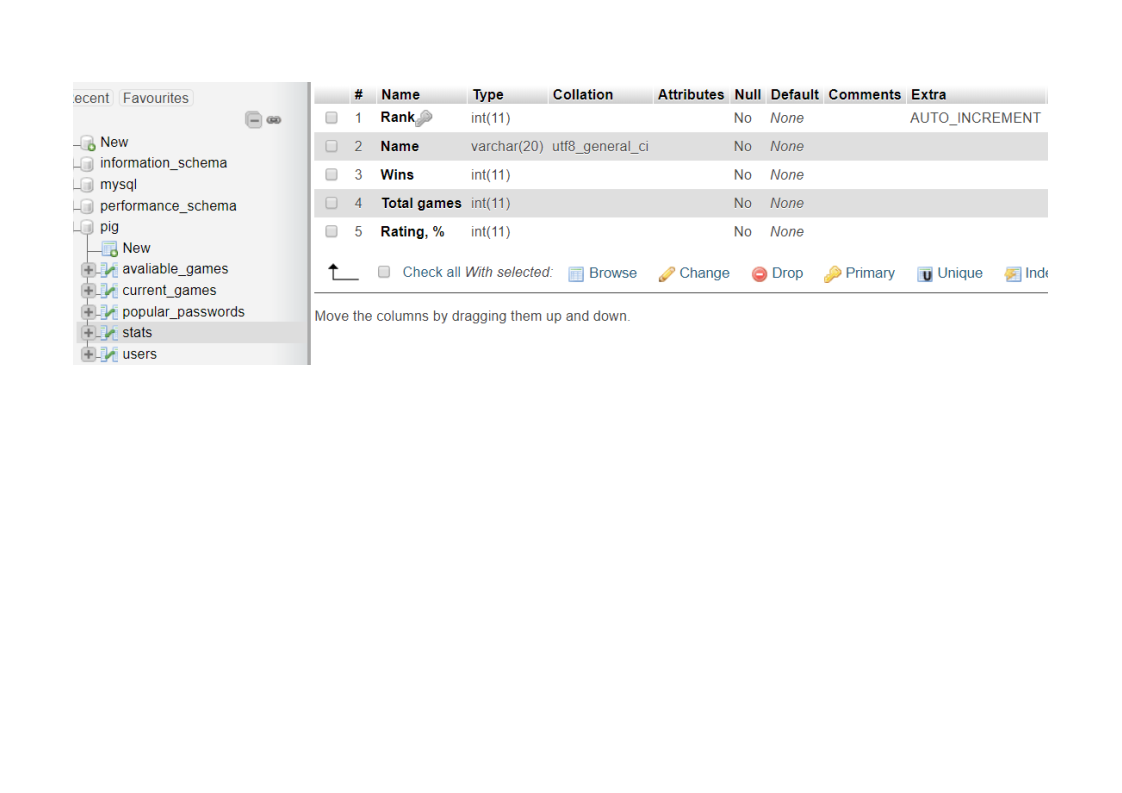 ecent Favourites
New
information_schema
mysql
performance_schema
pig
New
avaliable_games
current_games
popular_passwords
stats
users
# Name Type Collation Attributes Null Default Comments Extra
1 Rank int(11) No None AUTO_INCREMENT
2 Name varchar(20) utf8_general_ci No None
3 Wins int(11) No None
4 Total games int(11) No None
5 Rating, % int(11) No None
Check all With selected: Browse Change Drop Primary Unique Inde
Move the columns by dragging them up and down.